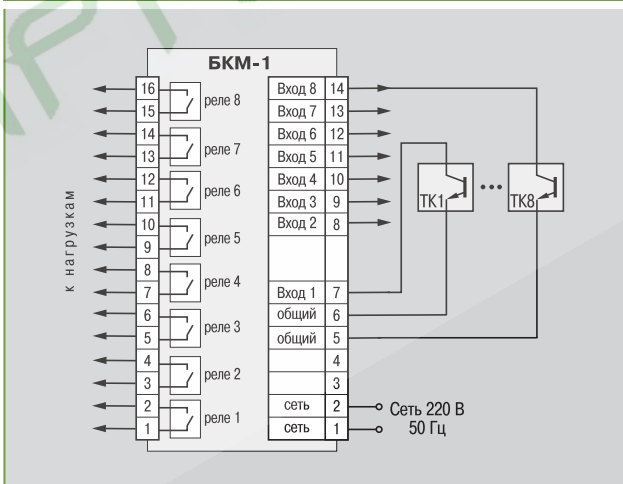 БКМ-1
16
15
14
13
12
11
10
9
8
7
6
5
4
3
2
1
реле 8
реле 7
реле 6
реле 5
реле 4
реле 3
реле 2
реле 1
к нагрузкам
Вход 8 14
Вход 7 13
Вход 6 12
Вход 5 11
Вход 4 10
Вход 3 9
Вход 2 8
Вход 1 7
общий 6
общий 5
4
3
сеть 2
сеть 1
ТК1
ТК8
Сеть 220 В
50 Гц